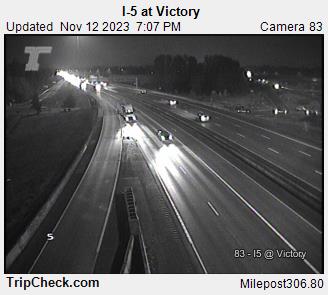 I-5 at Victory
Updated Nov 12 2023 7:07 PM Camera 83
T
S
83 - I5 @ Victory
TripCheck.com Milepost306.80